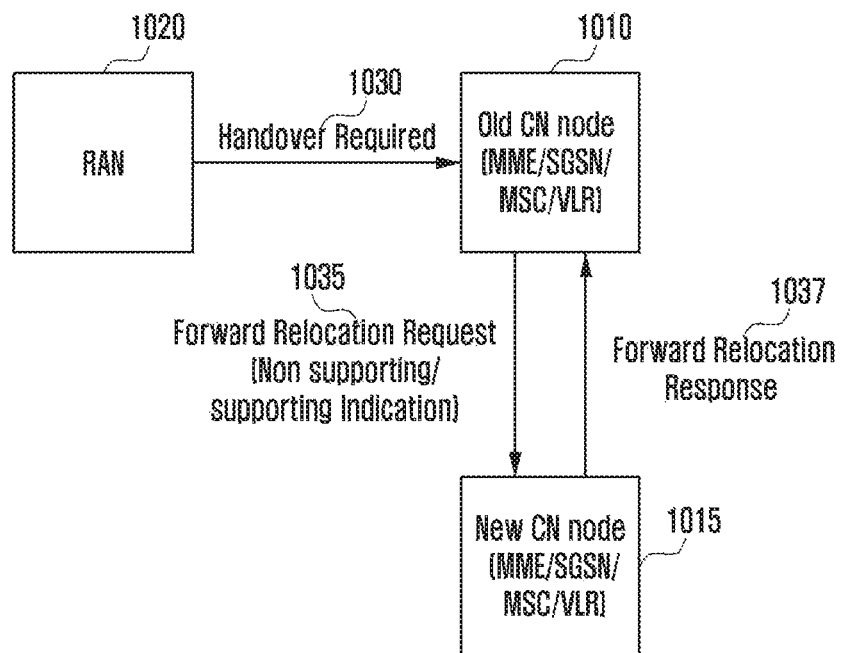 1020
1010
1030
Handover Required
RAN
Old CN node
(MME/SGSN/
MSC/VLR)
1035
Forward Relocation Request
(Non supporting/
supporting Indication)
1037
Forward Relocation
Response
New CN node
(MME/SGSN/
MSC/VLR)
1015